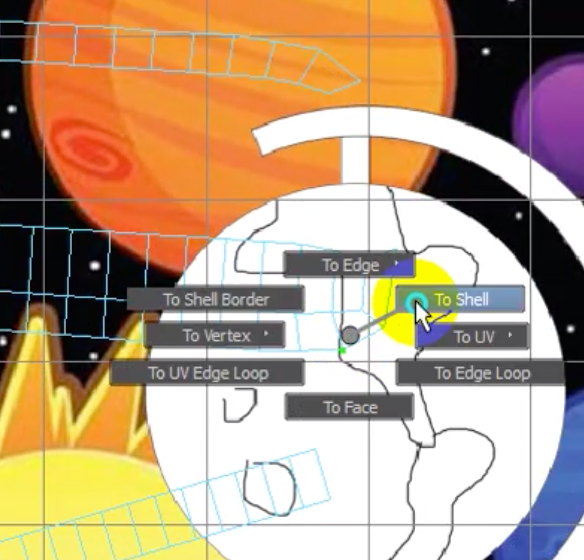 To Edge
To Shell Border
To Shell
To Vertex
To UV
To UV Edge Loop
To Edge Loop
To Face